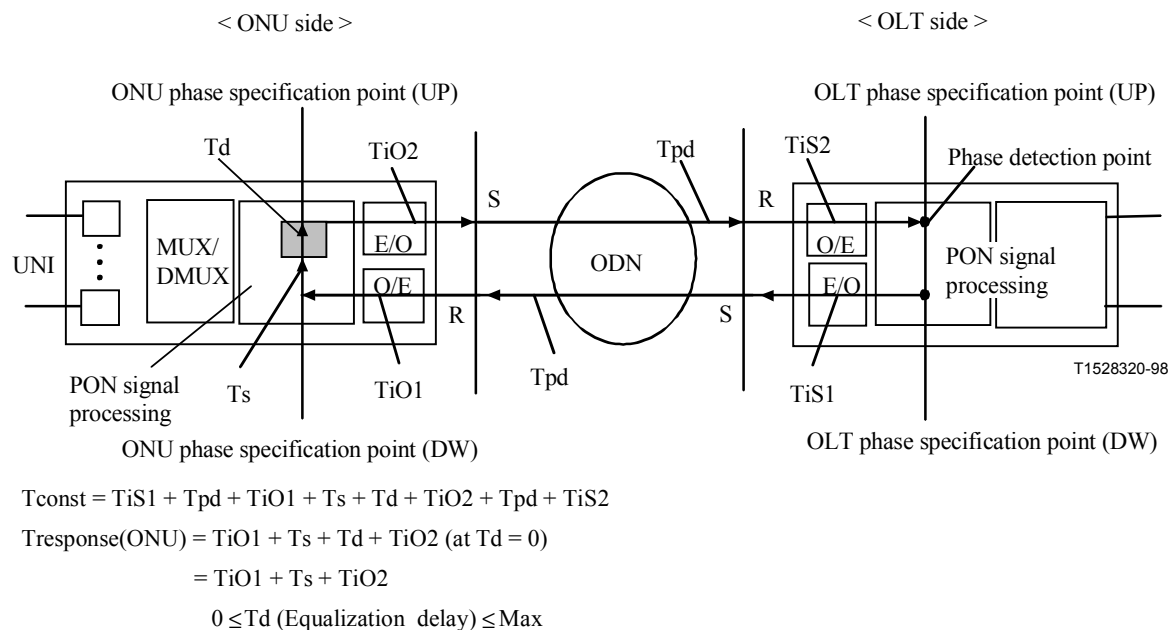 < ONU side >
< OLT side >
ONU phase specification point (UP)
OLT phase specification point (UP)
Td
TiO2
Tpd
TiS2
Phase detection point
S
R
UNI
MUX/
DMUX
E/O
O/E
ODN
O/E
E/O
PON signal
processing
R
S
PON signal
processing
Ts
TiO1
Tpd
TiS1
T1528320-98
ONU phase specification point (DW)
OLT phase specification point (DW)
Tconst = TiS1 + Tpd + TiO1 + Ts + Td + TiO2 + Tpd + TiS2
Tresponse(ONU) = TiO1 + Ts + Td + TiO2 (at Td = 0)
= TiO1 + Ts + TiO2
0 ≤ Td (Equalization delay) ≤ Max